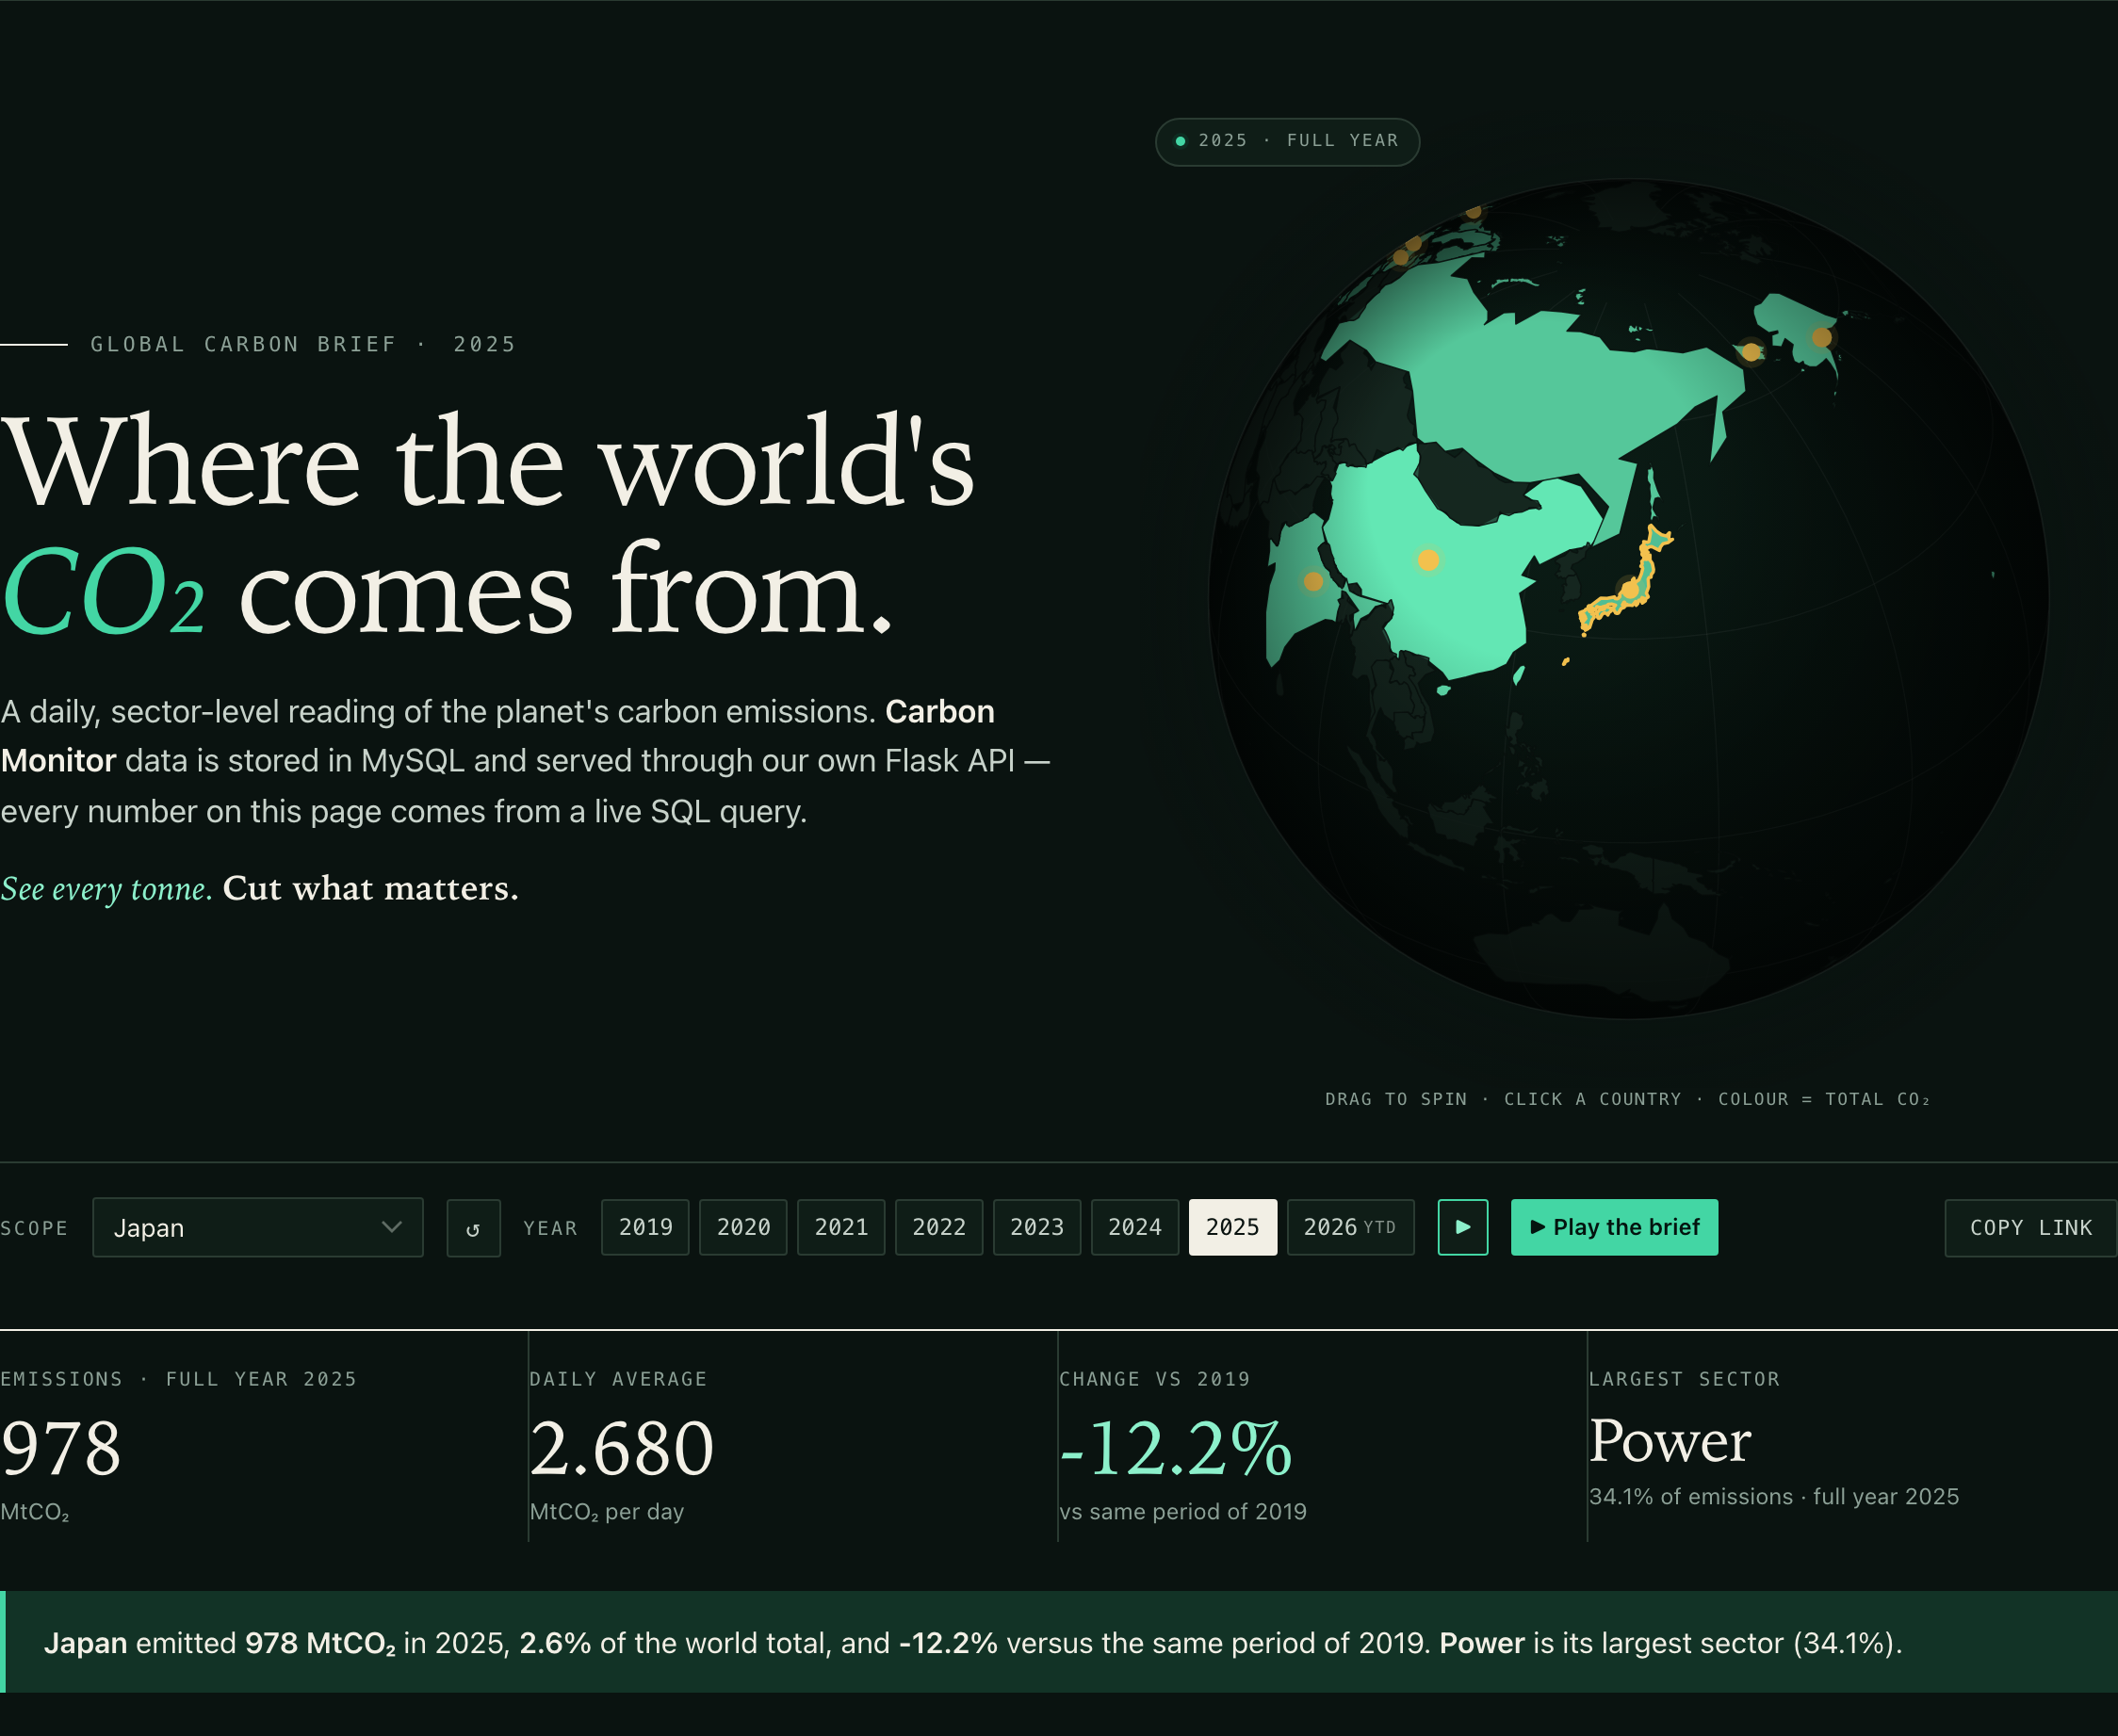 2025 · FULL YEAR
GLOBAL CARBON BRIEF · 2025
Where the world's
CO₂ comes from.
A daily, sector-level reading of the planet's carbon emissions. Carbon
Monitor data is stored in MySQL and served through our own Flask API —
every number on this page comes from a live SQL query.
See every tonne. Cut what matters.
DRAG TO SPIN · CLICK A COUNTRY · COLOUR = TOTAL CO₂
SCOPE Japan ↺ YEAR 2019 2020 2021 2022 2023 2024 2025 2026 YTD ▶ ▶ Play the brief COPY LINK
EMISSIONS · FULL YEAR 2025
978
MtCO₂
DAILY AVERAGE
2.680
MtCO₂ per day
CHANGE VS 2019
-12.2%
vs same period of 2019
LARGEST SECTOR
Power
34.1% of emissions · full year 2025
Japan emitted 978 MtCO₂ in 2025, 2.6% of the world total, and -12.2% versus the same period of 2019. Power is its largest sector (34.1%).